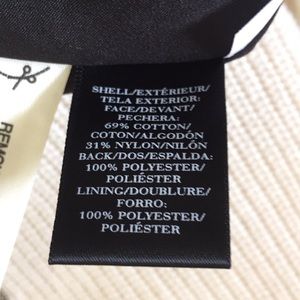 SHELL/EXTÉRIEUR/
TELA EXTERIOR:
FACE/DEVANT/
PECHERA:
69% COTTON/
COTON/ALGODÓN
31% NYLON/NILÓN
BACK/DOS/ESPALDA:
100% POLYESTER/
POLIÉSTER
LINING/DOUBLURE/
FORRO:
100% POLYESTER/
POLIÉSTER